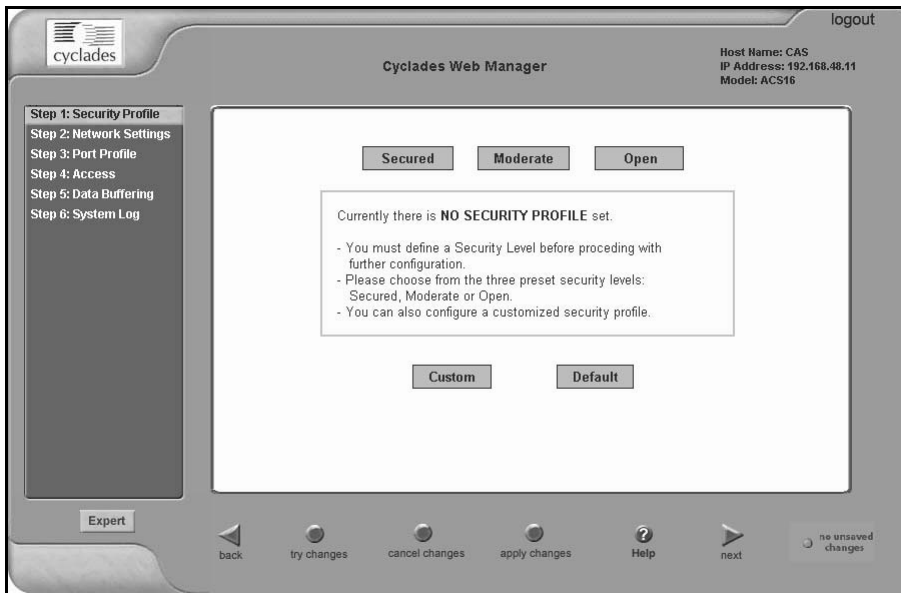 logout
cyclades
Cyclades Web Manager
Host Name: CAS
IP Address: 192.168.48.11
Model: ACS16
Step 1: Security Profile
Step 2: Network Settings
Step 3: Port Profile
Step 4: Access
Step 5: Data Buffering
Step 6: System Log
Secured Moderate Open
Currently there is NO SECURITY PROFILE set.
- You must define a Security Level before proceding with
further configuration.
- Please choose from the three preset security levels:
Secured, Moderate or Open.
- You can also configure a customized security profile.
Custom Default
Expert
back try changes cancel changes apply changes Help next
no unsaved
changes